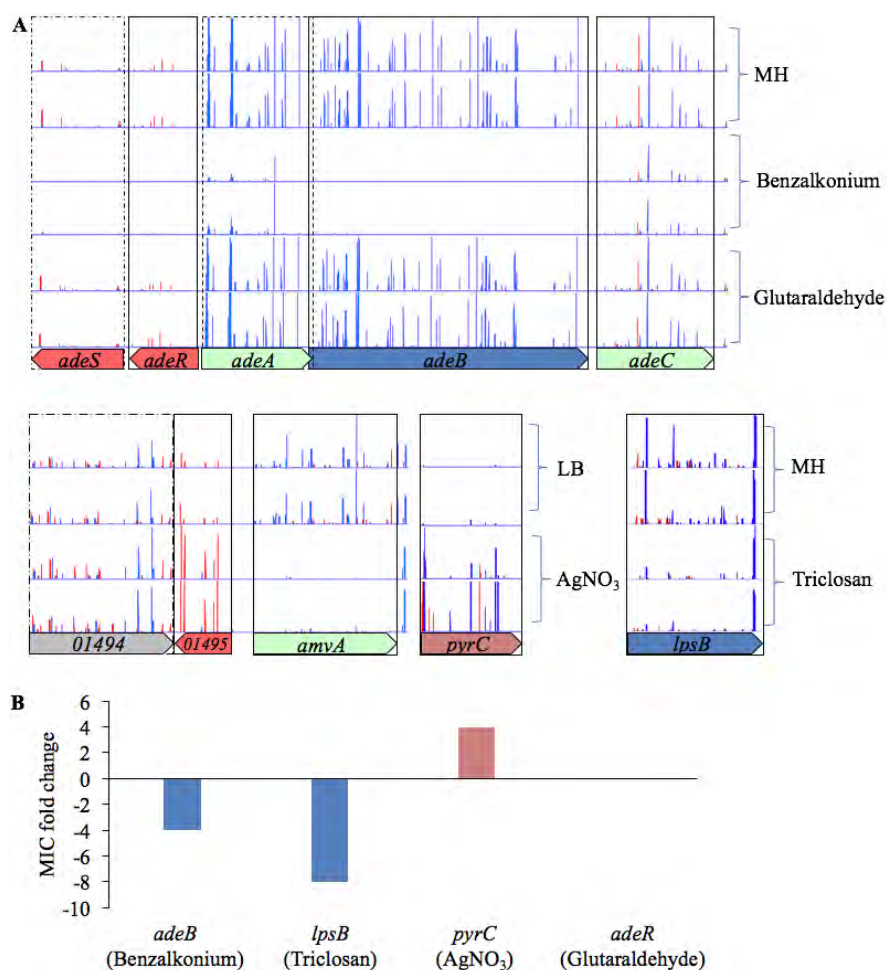 A
MH
Benzalkonium
Glutaraldehyde
adeS adeR adeA adeB adeC
LB
MH
AgNO₃
Triclosan
01494 01495 amvA pyrC lpsB
B
6
4
2
0
-2
-4
-6
-8
-10
MIC fold change
adeB lpsB pyrC adeR
(Benzalkonium) (Triclosan) (AgNO₃) (Glutaraldehyde)